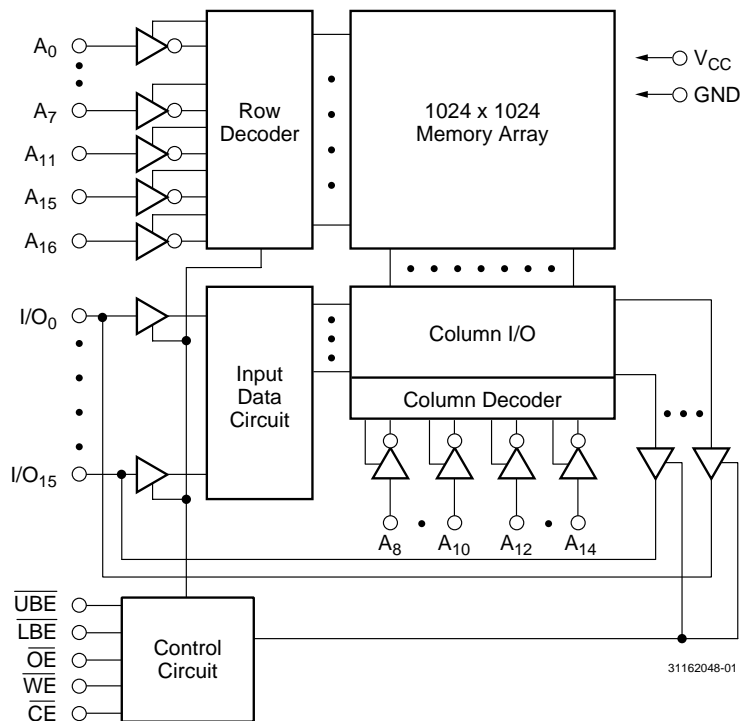 A0
A7
A11
A15
A16
Row
Decoder
1024 x 1024
Memory Array
VCC
GND
I/O0
I/O15
Input
Data
Circuit
Column I/O
Column Decoder
A8
A10
A12
A14
UBE
LBE
OE
WE
CE
Control
Circuit
31162048-01